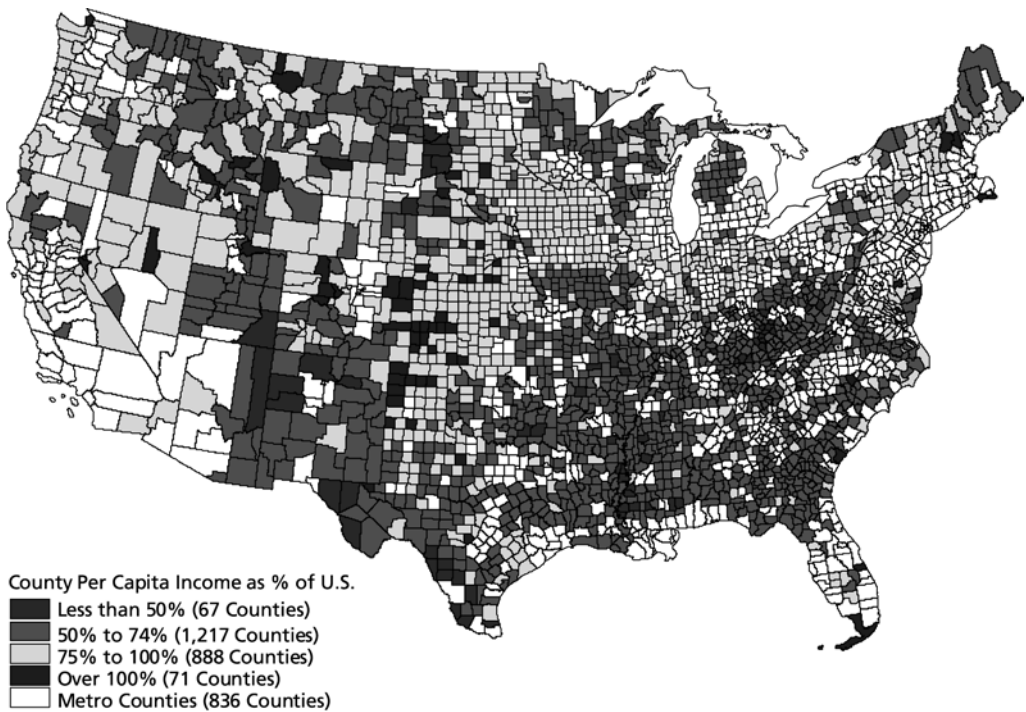 County Per Capita Income as % of U.S.
Less than 50% (67 Counties)
50% to 74% (1,217 Counties)
75% to 100% (888 Counties)
Over 100% (71 Counties)
Metro Counties (836 Counties)